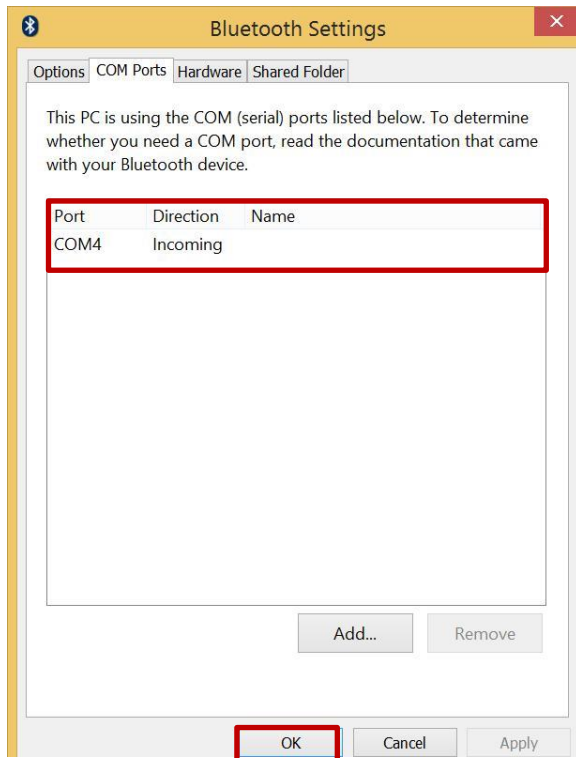 Bluetooth Settings
Options COM Ports Hardware Shared Folder
This PC is using the COM (serial) ports listed below. To determine
whether you need a COM port, read the documentation that came
with your Bluetooth device.
Port Direction Name
COM4 Incoming
Add... Remove
OK Cancel Apply